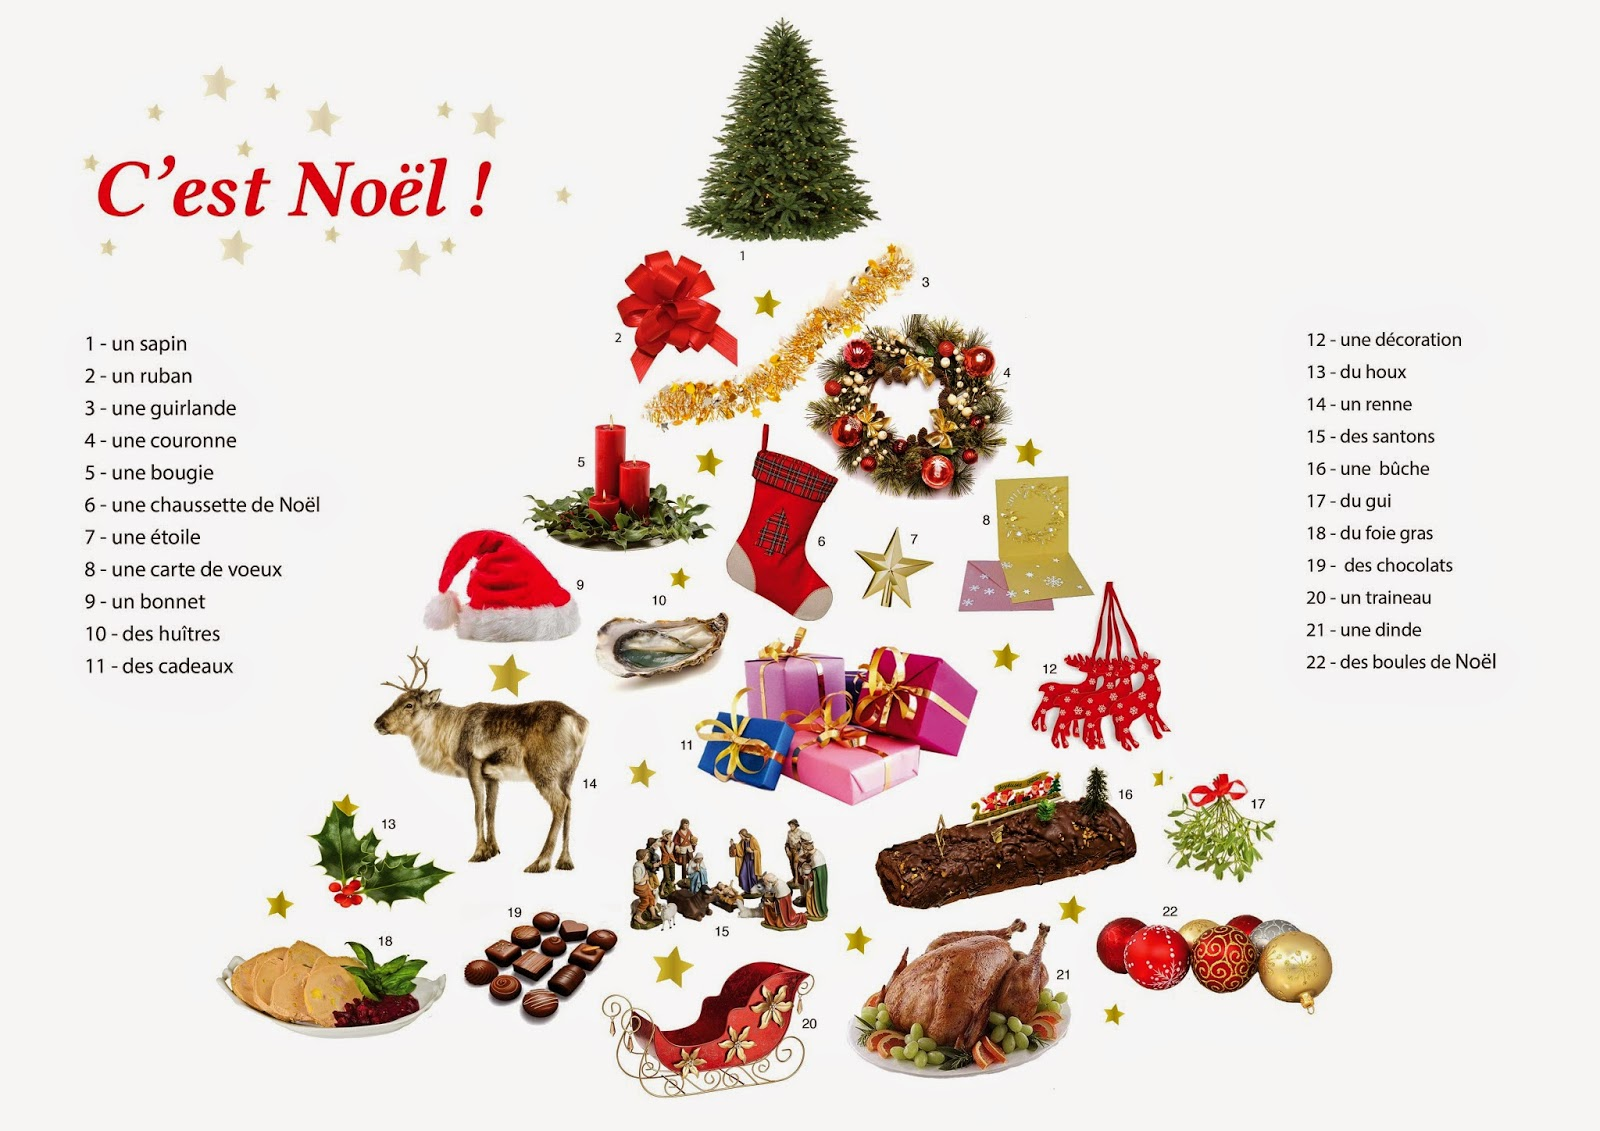 C'est Noël !
1 - un sapin
2 - un ruban
3 - une guirlande
4 - une couronne
5 - une bougie
6 - une chaussette de Noël
7 - une étoile
8 - une carte de voeux
9 - un bonnet
10 - des huîtres
11 - des cadeaux
12 - une décoration
13 - du houx
14 - un renne
15 - des santons
16 - une bûche
17 - du gui
18 - du foie gras
19 - des chocolats
20 - un traineau
21 - une dinde
22 - des boules de Noël
1
2
3
4
5
6
7
8
9
10
11
12
13
14
15
16
17
18
19
20
21
22